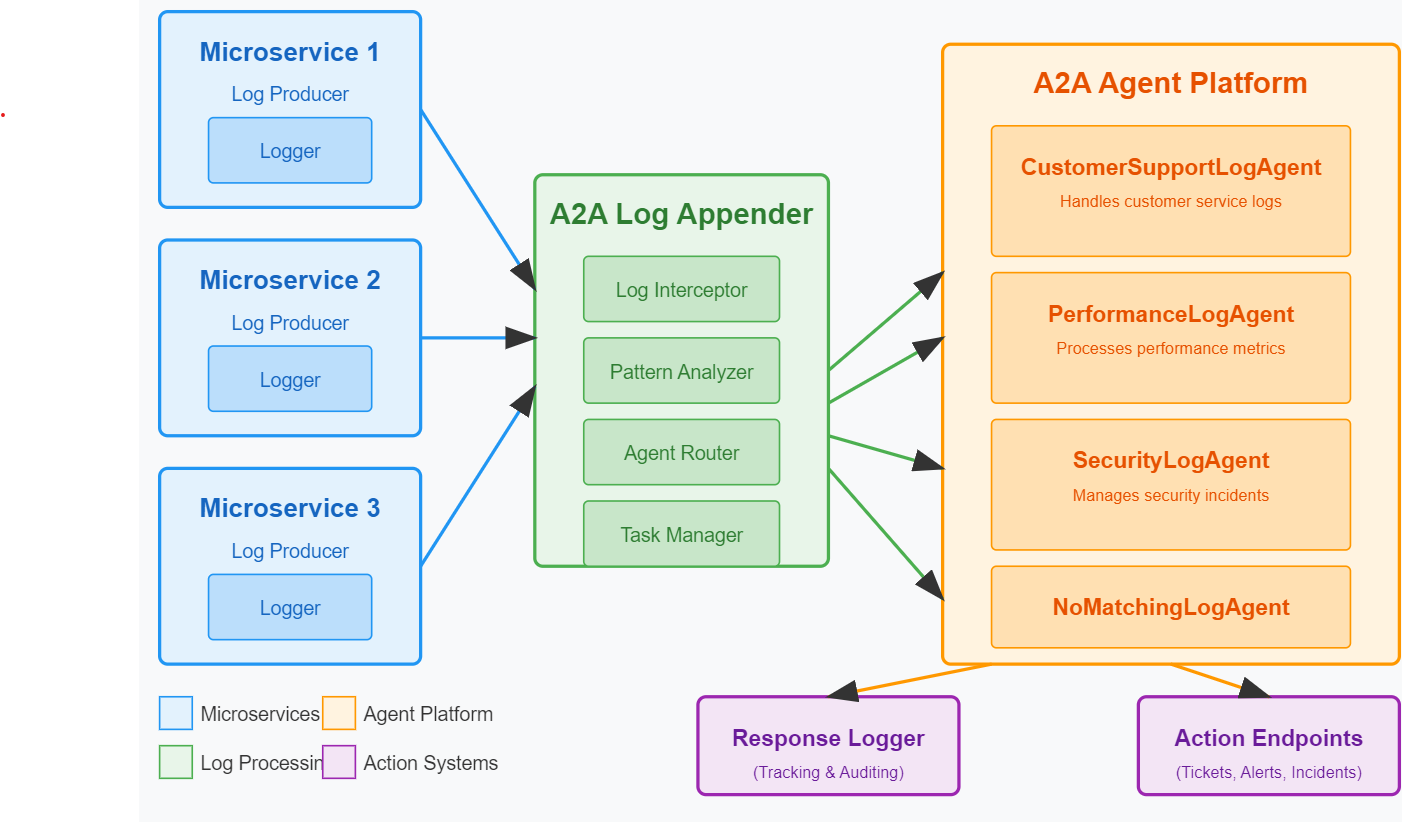 Microservice 1
Log Producer
Logger
Microservice 2
Log Producer
Logger
Microservice 3
Log Producer
Logger
A2A Log Appender
Log Interceptor
Pattern Analyzer
Agent Router
Task Manager
A2A Agent Platform
CustomerSupportLogAgent
Handles customer service logs
PerformanceLogAgent
Processes performance metrics
SecurityLogAgent
Manages security incidents
NoMatchingLogAgent
Response Logger
(Tracking & Auditing)
Action Endpoints
(Tickets, Alerts, Incidents)
Microservices
Agent Platform
Log Processin
Action Systems